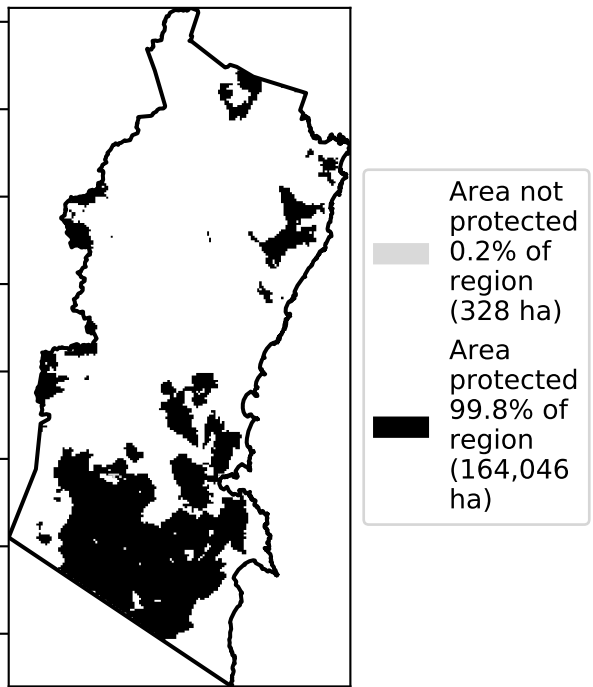 Area not
protected
0.2% of
region
(328 ha)
Area
protected
99.8% of
region
(164,046
ha)